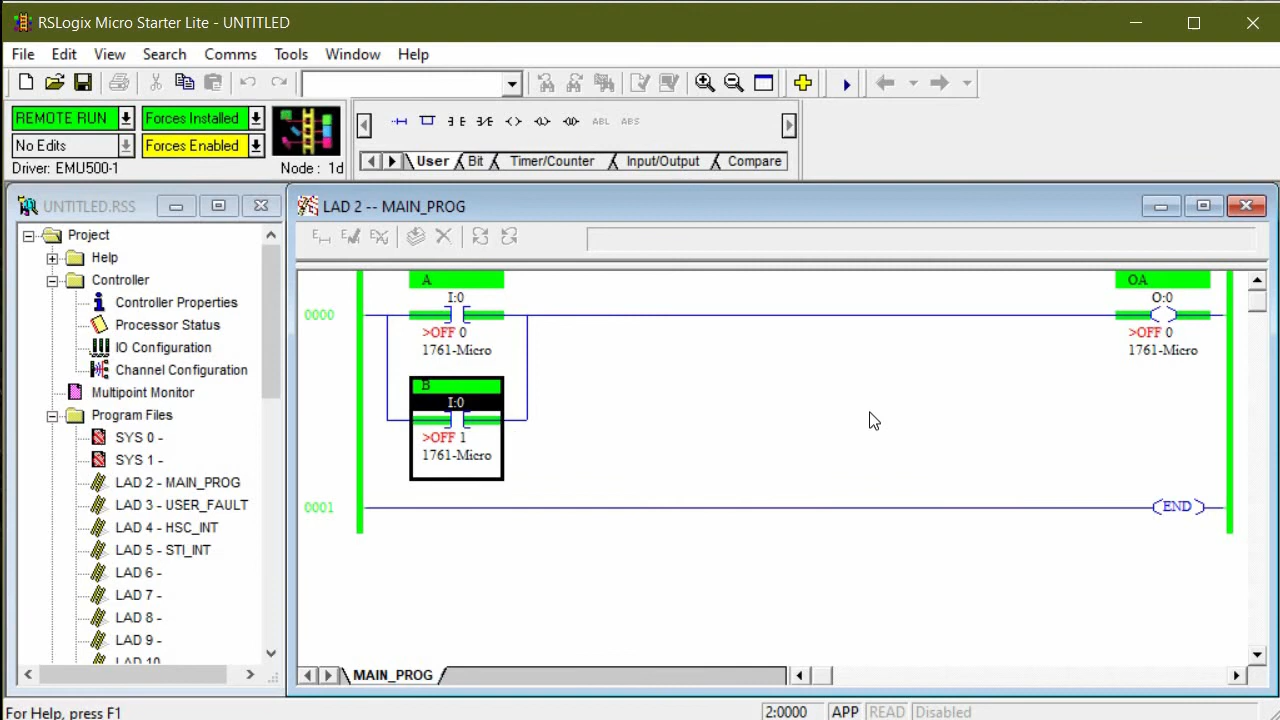 RSLogix Micro Starter Lite - UNTITLED
File Edit View Search Comms Tools Window Help
REMOTE RUN Forces Installed
No Edits Forces Enabled
Driver: EMU500-1 Node : 1d
ABL ABS
User Bit Timer/Counter Input/Output Compare
UNTITLED.RSS
Project
Help
Controller
Controller Properties
Processor Status
IO Configuration
Channel Configuration
Multipoint Monitor
Program Files
SYS 0 -
SYS 1 -
LAD 2 - MAIN_PROG
LAD 3 - USER_FAULT
LAD 4 - HSC_INT
LAD 5 - STI_INT
LAD 6 -
LAD 7 -
LAD 8 -
LAD 9 -
LAD 10
LAD 2 -- MAIN_PROG
A OA
I:0 O:0
0000
>OFF 0 >OFF 0
1761-Micro 1761-Micro
B
I:0
>OFF 1
1761-Micro
0001 END
MAIN_PROG
For Help, press F1 2:0000 APP READ Disabled